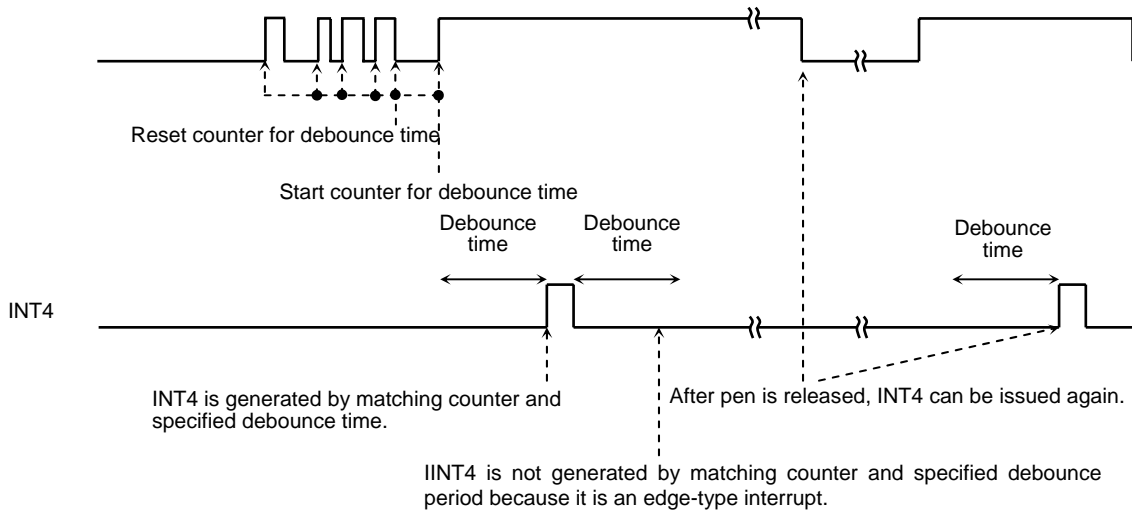 Reset counter for debounce time
Start counter for debounce time
Debounce
time
Debounce
time
Debounce
time
INT4
INT4 is generated by matching counter and
specified debounce time.
After pen is released, INT4 can be issued again.
IINT4 is not generated by matching counter and specified debounce
period because it is an edge-type interrupt.